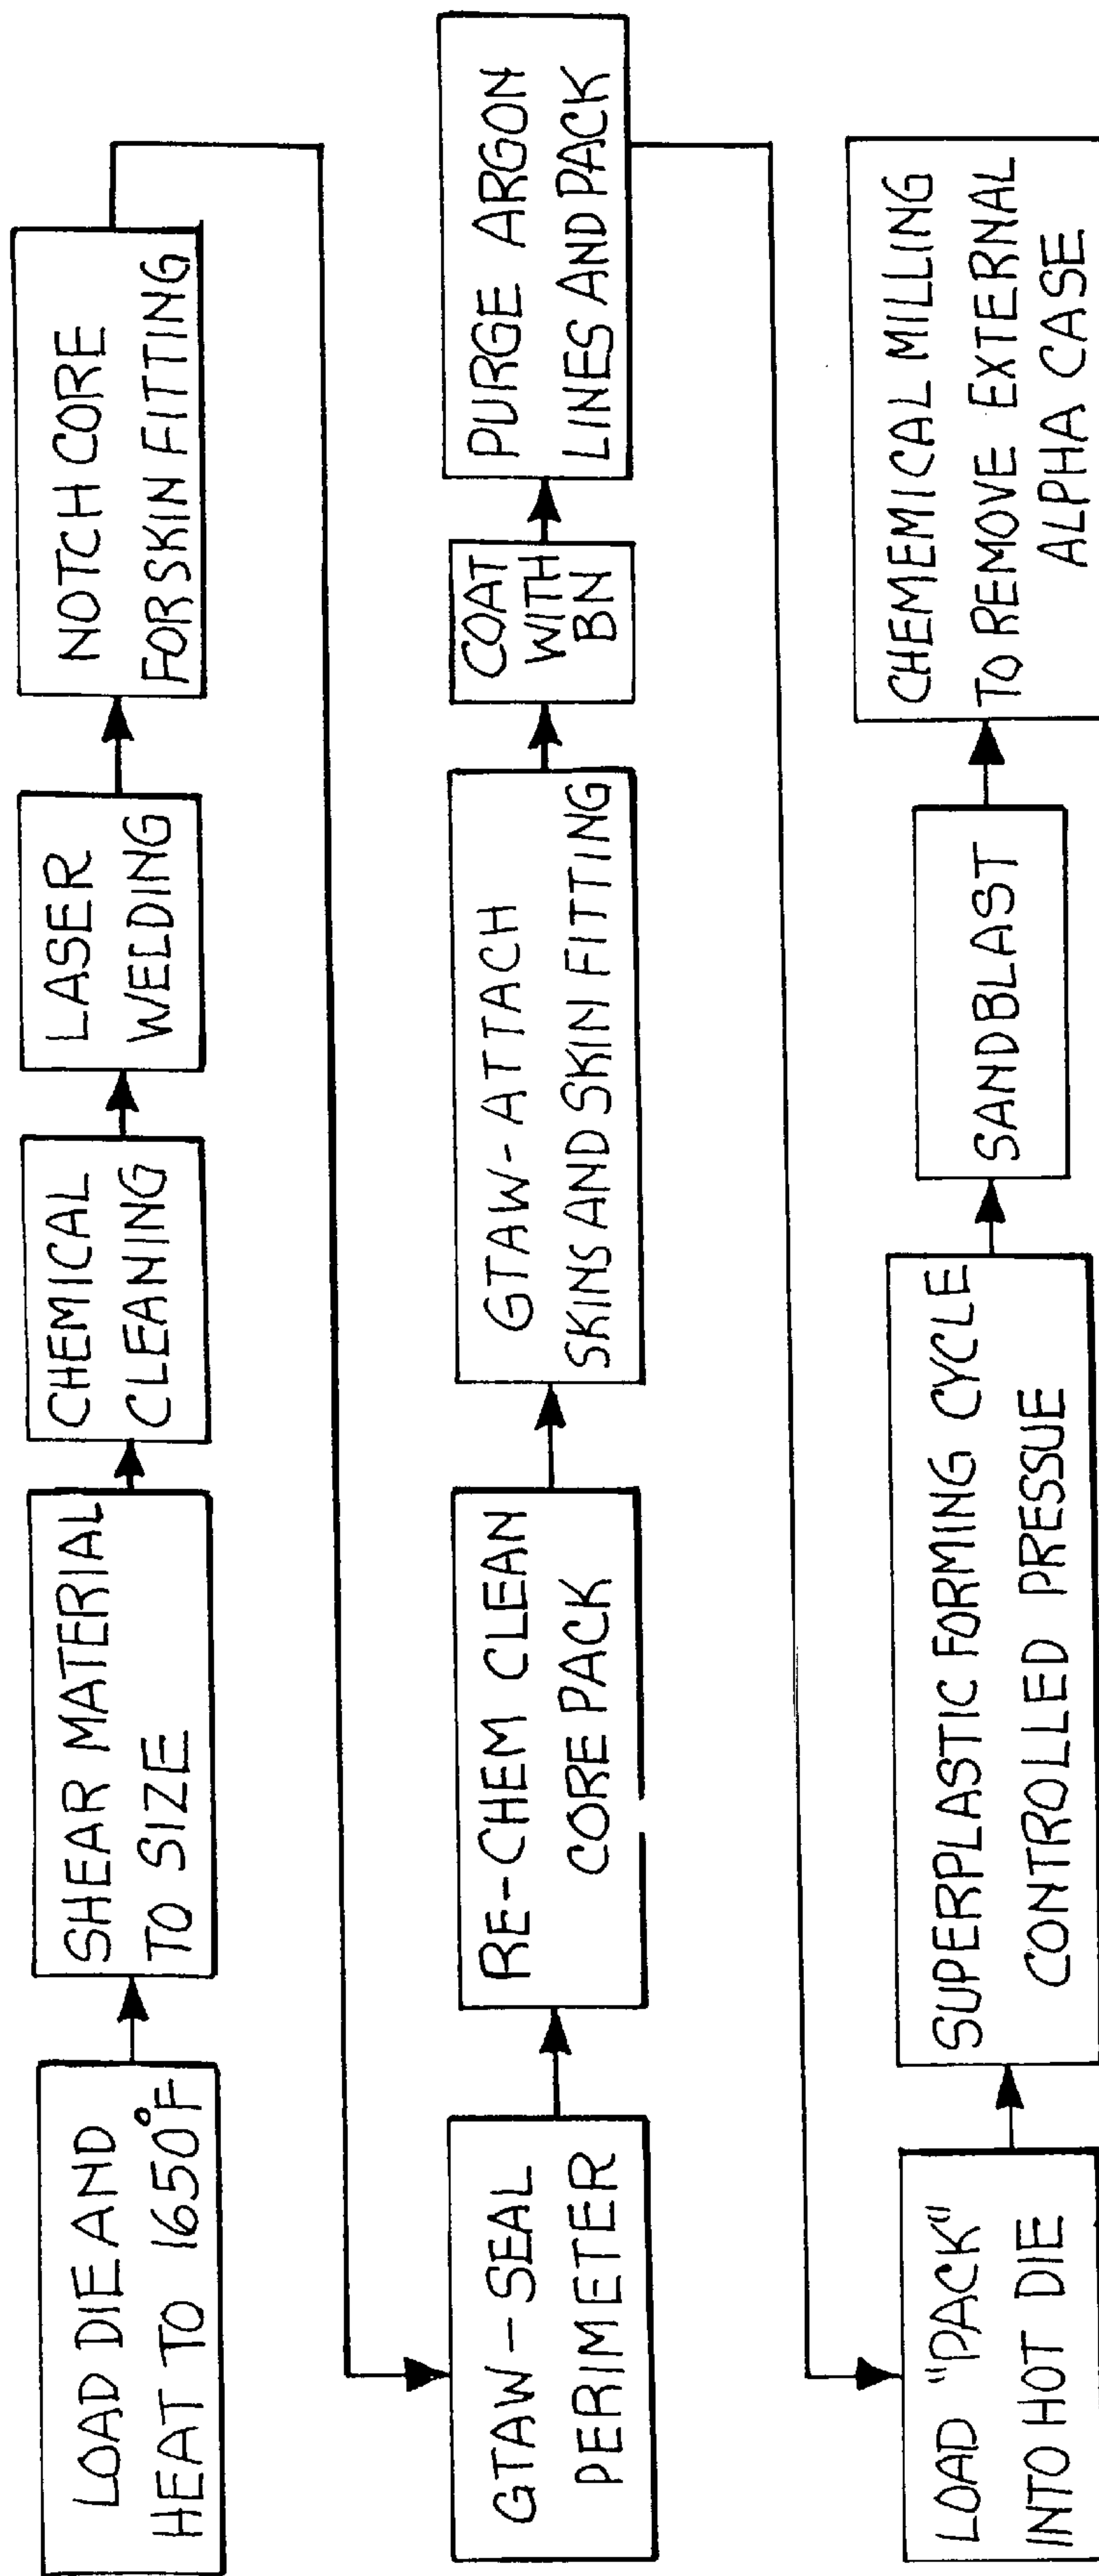 LOAD DIE AND
HEAT TO 1650°F
SHEAR MATERIAL
TO SIZE
CHEMICAL
CLEANING
LASER
WELDING
NOTCH CORE
FOR SKIN FITTING
GTAW-SEAL
PERIMETER
RE-CHEM CLEAN
CORE PACK
GTAW-ATTACH
SKINS AND SKIN FITTING
COAT
WITH
BN
PURGE ARGON
LINES AND PACK
LOAD "PACK"
INTO HOT DIE
SUPERPLASTIC FORMING CYCLE
CONTROLLED PRESSUE
SANDBLAST
CHEMEMICAL MILLING
TO REMOVE EXTERNAL
ALPHA CASE